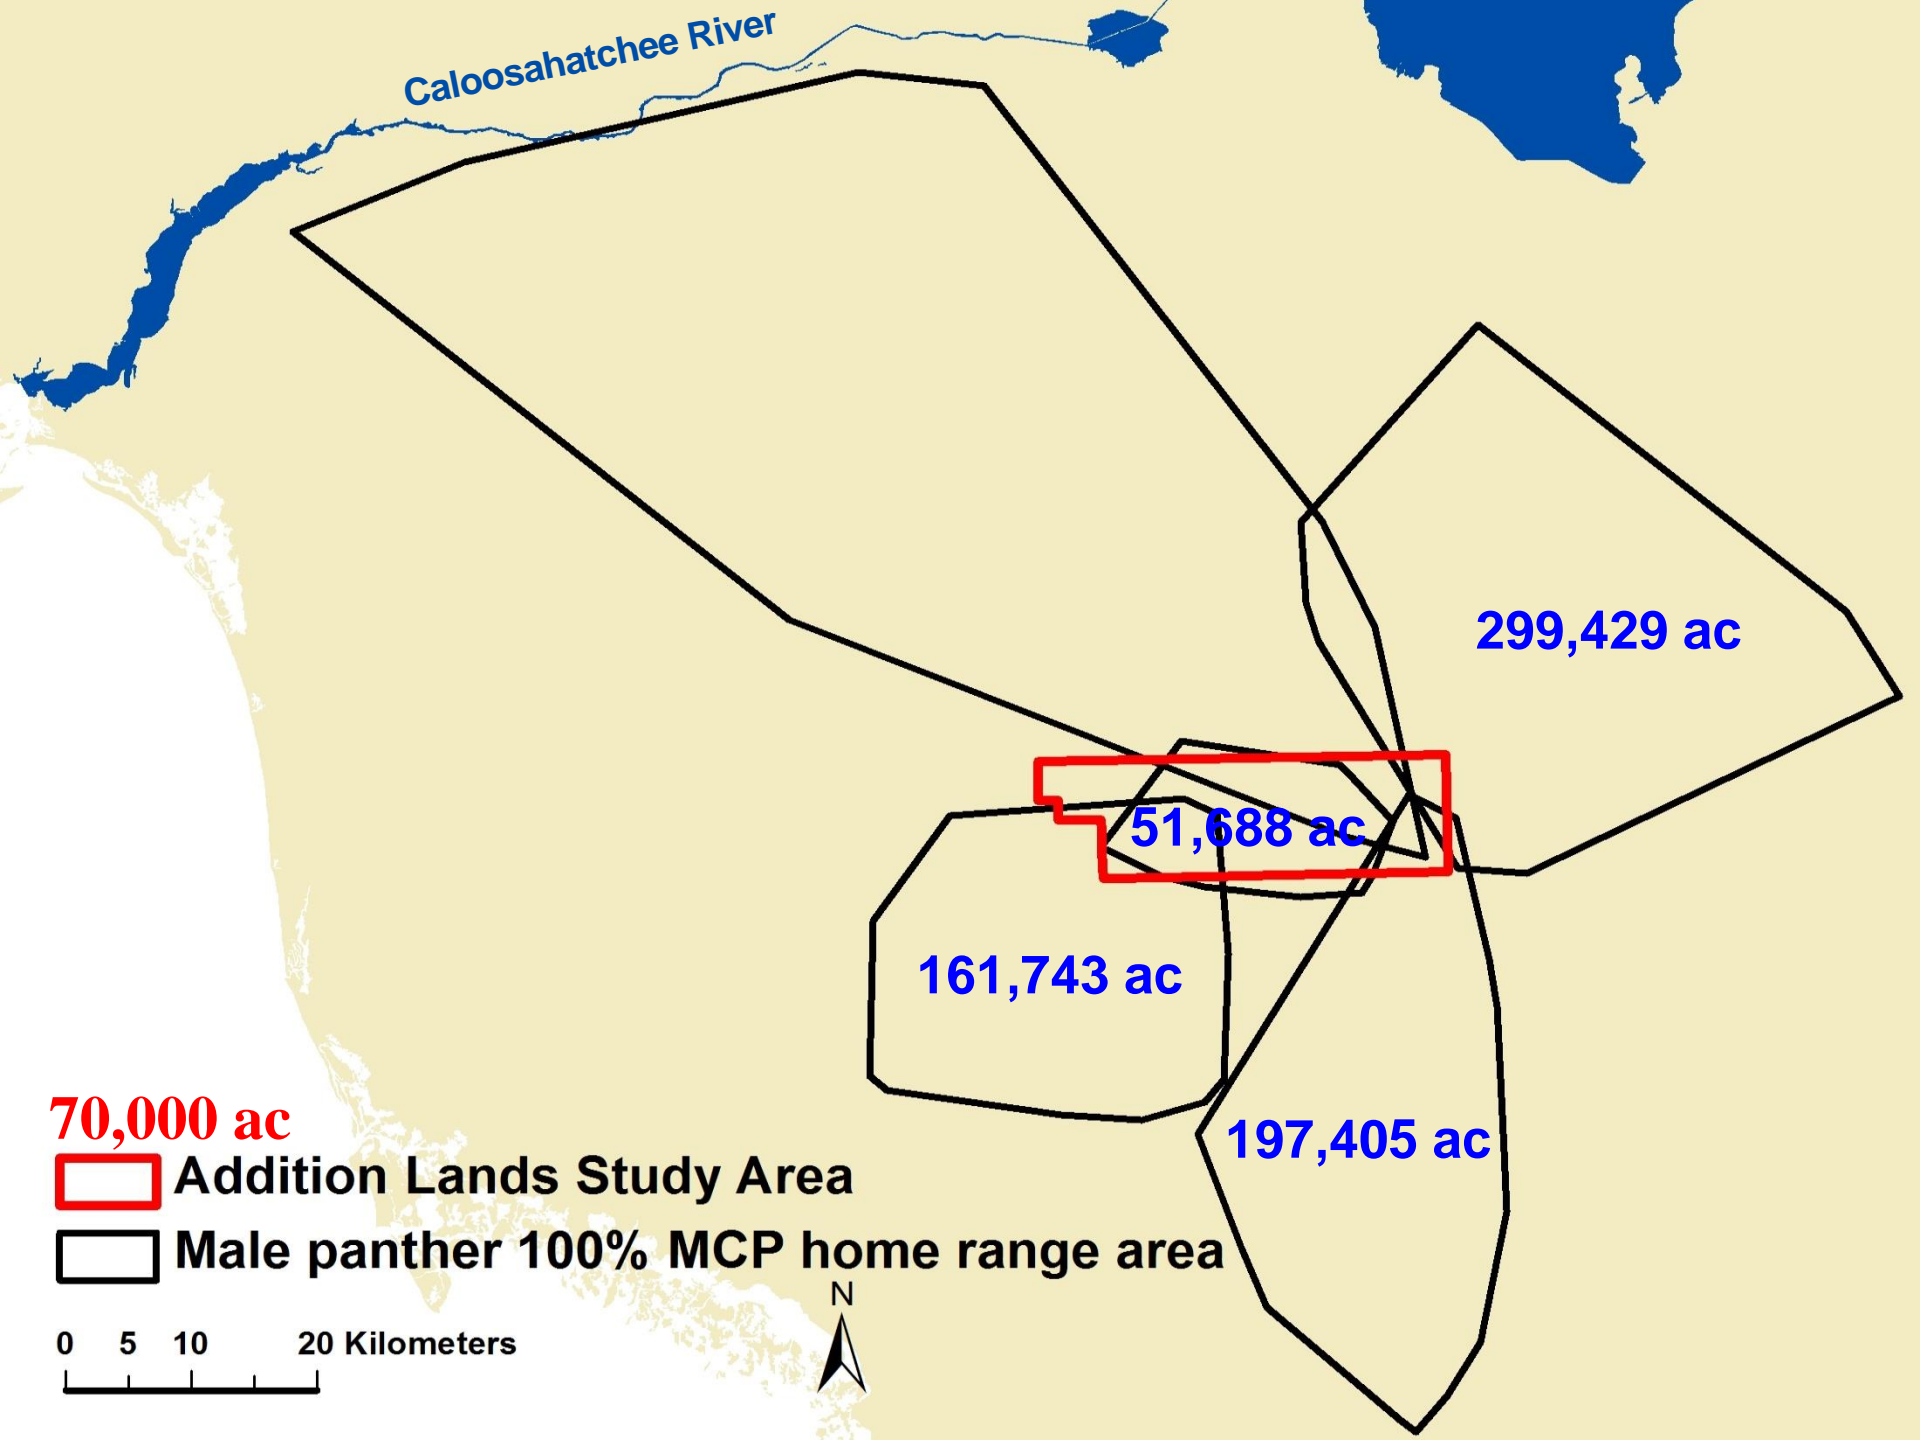 Caloosahatchee River
299,429 ac
51,688 ac
161,743 ac
197,405 ac
70,000 ac
Addition Lands Study Area
Male panther 100% MCP home range area
N
0 5 10 20 Kilometers